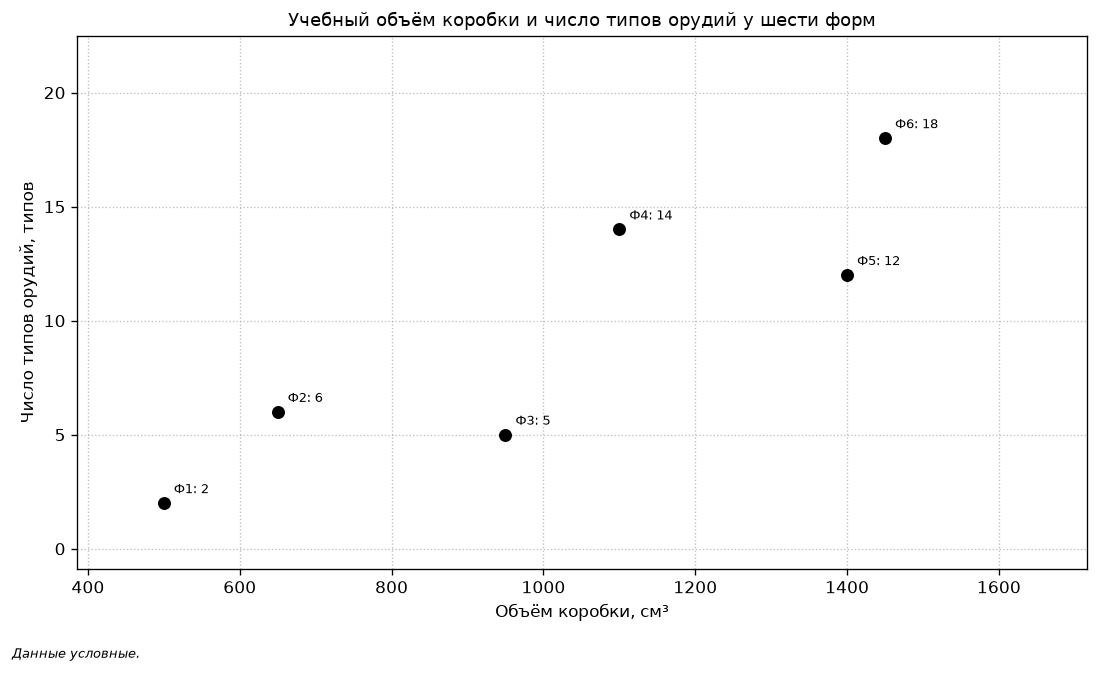 Учебный объём коробки и число типов орудий у шести форм
Число типов орудий, типов
20
15
10
5
0
Ф6: 18
Ф4: 14
Ф5: 12
Ф2: 6
Ф3: 5
Ф1: 2
400 600 800 1000 1200 1400 1600
Объём коробки, см³
Данные условные.